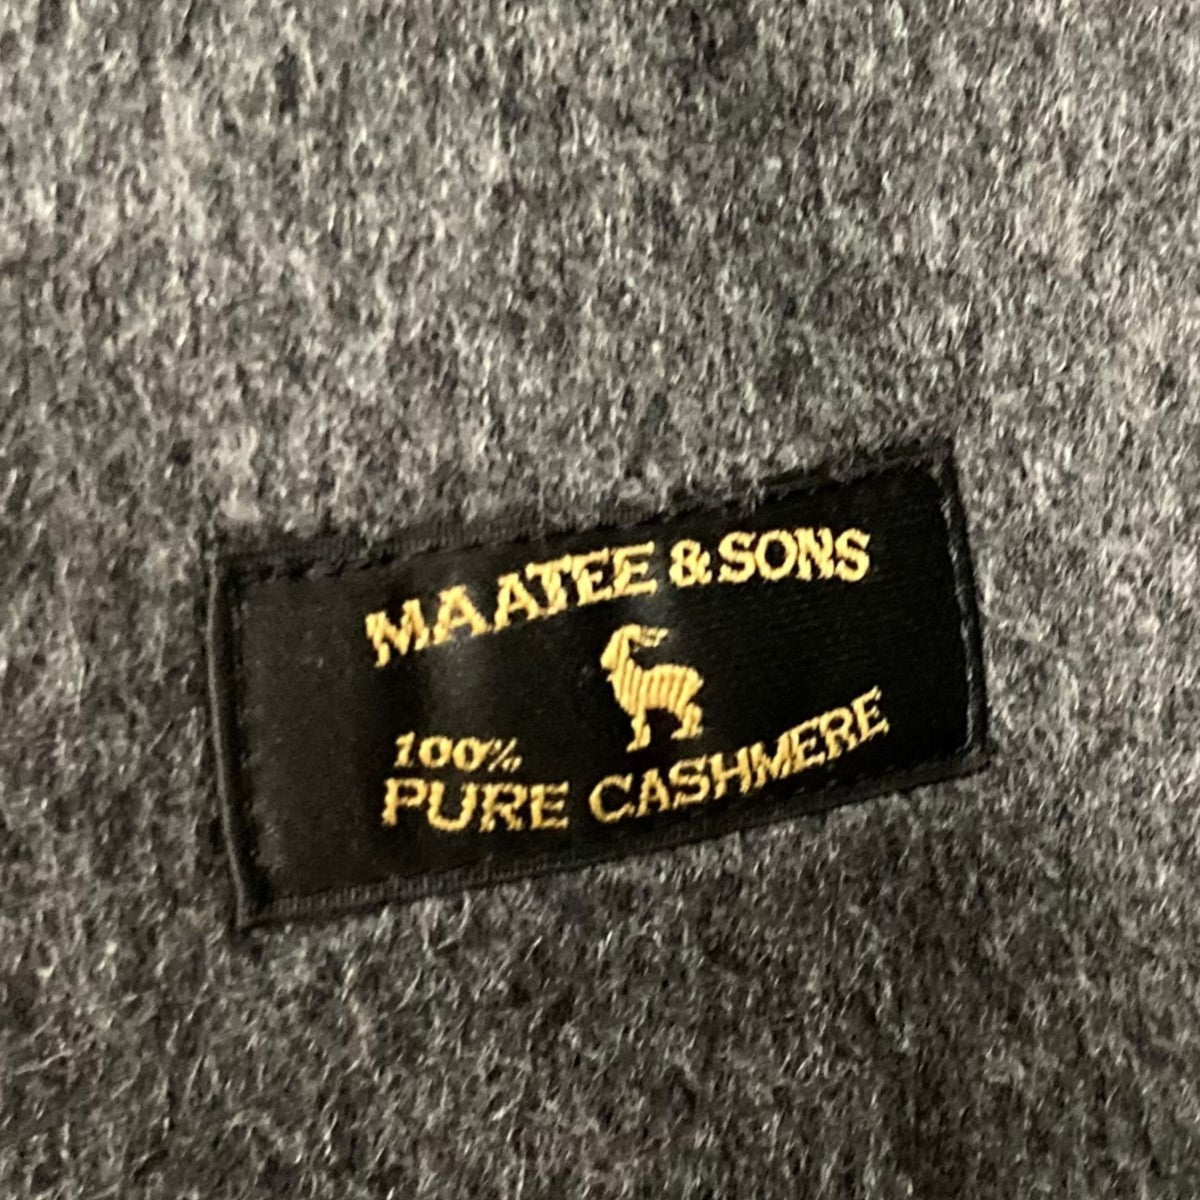 MAATEE & SONS
100%
PURE CASHMERE